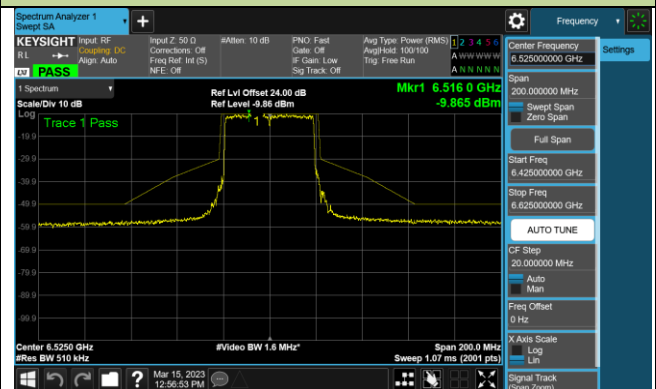 Spectrum Analyzer 1
Swept SA
Frequency
KEYSIGHT
RL
LXI
PASS
Input: RF
Coupling: DC
Align: Auto
Input Z: 50 Ω
Corrections: Off
Freq Ref: Int (S)
NFE: Off
#Atten: 10 dB
PNO: Fast
Gate: Off
IF Gain: Low
Sig Track: Off
Avg Type: Power (RMS)
Avg|Hold: 100/100
Trig: Free Run
1 2 3 4 5 6
A W W W W W
A N N N N N
1 Spectrum
Scale/Div 10 dB
Ref Lvl Offset 24.00 dB
Ref Level -9.86 dBm
Mkr1 6.516 0 GHz
-9.865 dBm
Log
Trace 1 Pass
1
-19.9
-29.9
-39.9
-49.9
-59.9
-69.9
-79.9
-89.9
-99.9
Center 6.5250 GHz
#Res BW 510 kHz
#Video BW 1.6 MHz*
Span 200.0 MHz
Sweep 1.07 ms (2001 pts)
Mar 15, 2023
12:56:53 PM
Center Frequency
6.525000000 GHz
Settings
Span
200.000000 MHz
Swept Span
Zero Span
Full Span
Start Freq
6.425000000 GHz
Stop Freq
6.625000000 GHz
AUTO TUNE
CF Step
20.000000 MHz
Auto
Man
Freq Offset
0 Hz
X Axis Scale
Log
Lin
Signal Track
(Span Zoom)